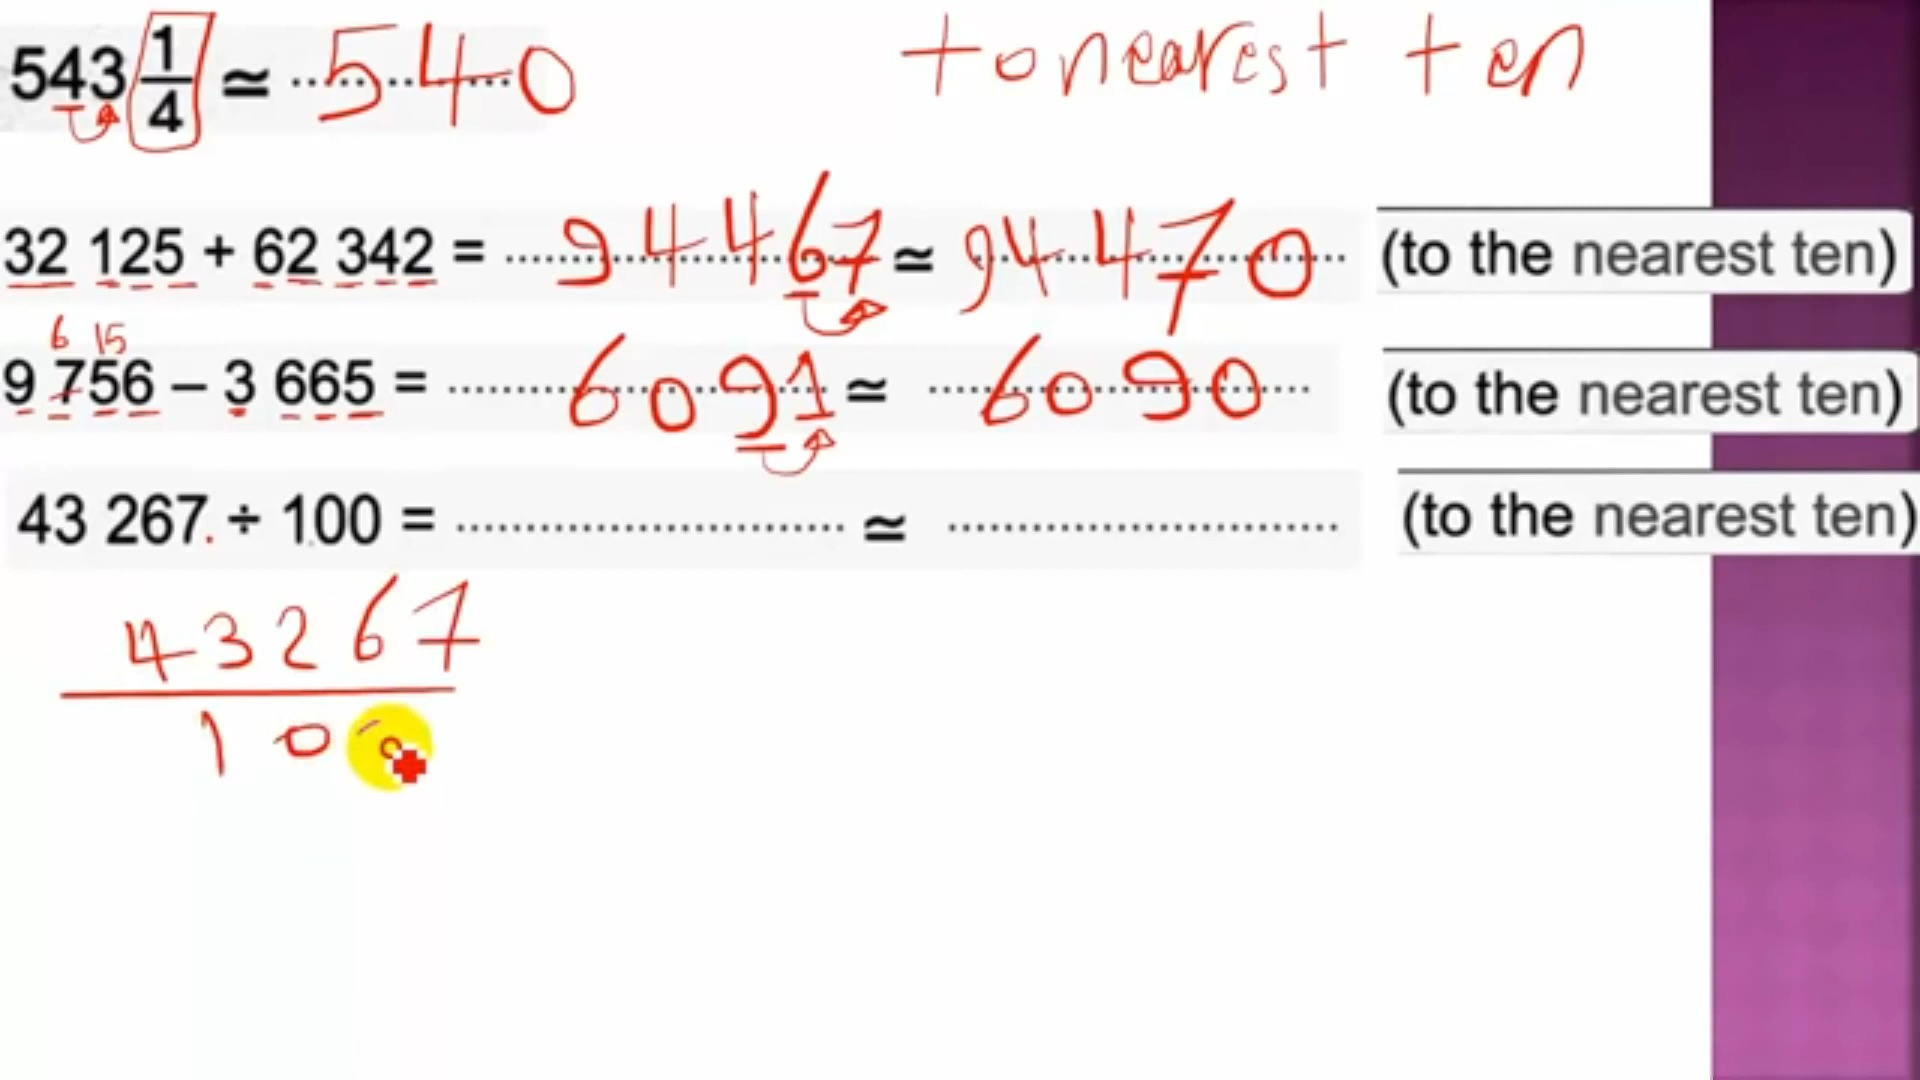 543 1/4 ≃ 540 to nearest ten
32 125 + 62 342 = 94467 ≃ 94470 (to the nearest ten)
6 15
9 756 – 3 665 = 6091 ≃ 6090 (to the nearest ten)
43 267. ÷ 100 = ........................... ≃ ........................... (to the nearest ten)
43267
100